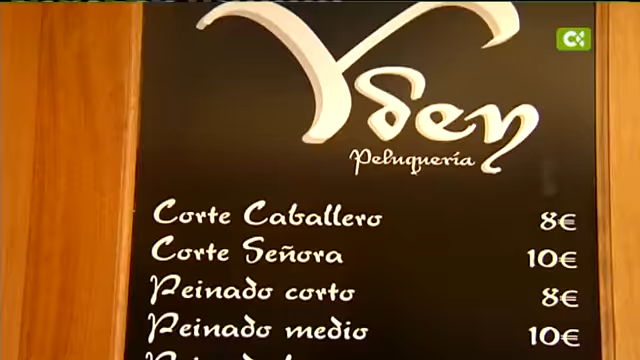 Yden
Peluquería
Corte Caballero 8€
Corte Señora 10€
Peinado corto 8€
Peinado medio 10€